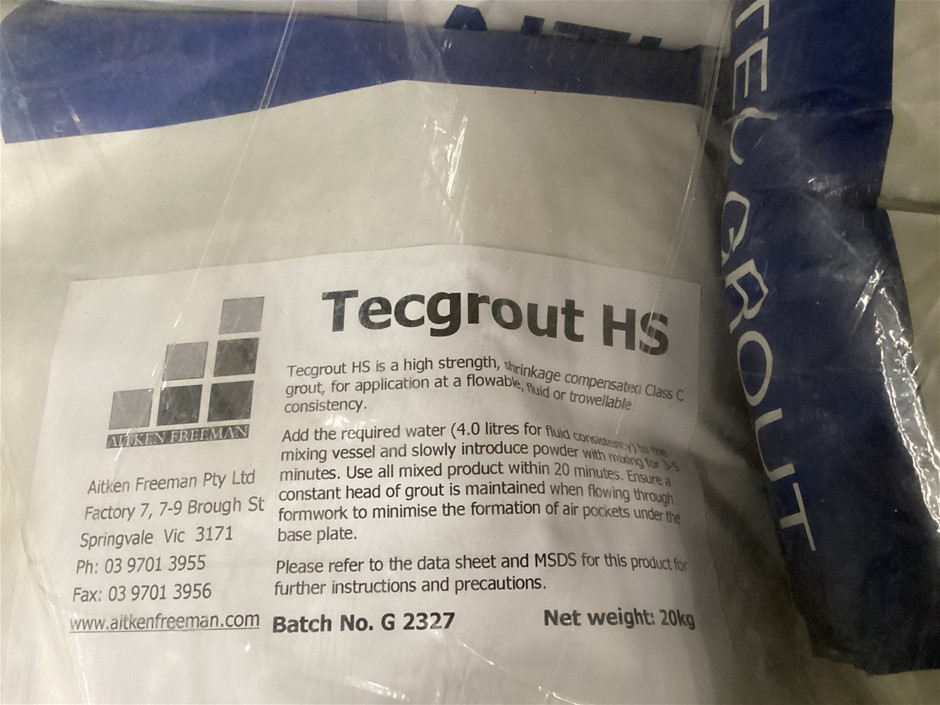 TEC GROUT
Tecgrout HS
Tecgrout HS is a high strength, shrinkage compensated Class C
grout, for application at a flowable, fluid or trowellable
consistency.
Add the required water (4.0 litres for fluid consistency) to the
mixing vessel and slowly introduce powder with mixing for 3-5
minutes. Use all mixed product within 20 minutes. Ensure a
constant head of grout is maintained when flowing through
formwork to minimise the formation of air pockets under the
base plate.
Please refer to the data sheet and MSDS for this product for
further instructions and precautions.
Batch No. G 2327 Net weight: 20kg
AITKEN FREEMAN
Aitken Freeman Pty Ltd
Factory 7, 7-9 Brough St
Springvale Vic 3171
Ph: 03 9701 3955
Fax: 03 9701 3956
www.aitkenfreeman.com